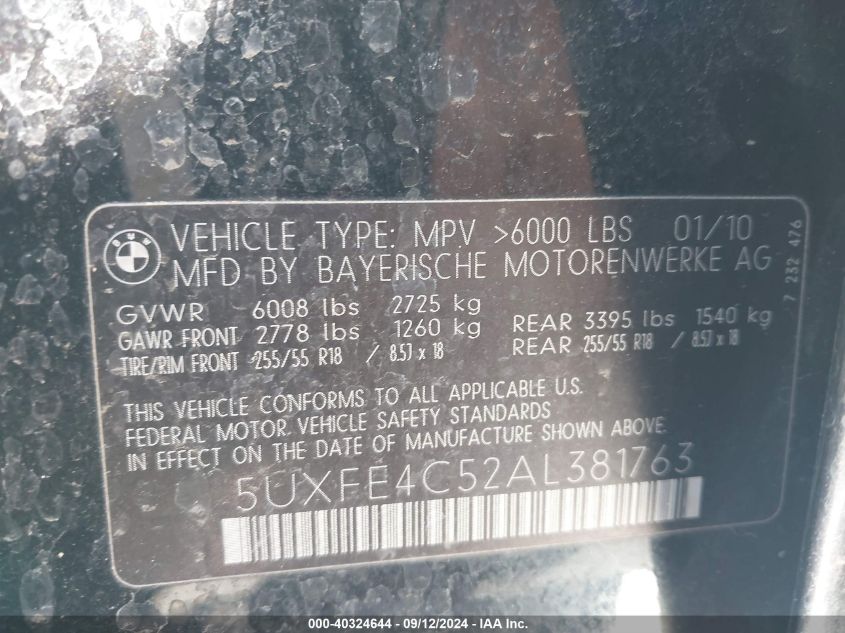 BMW
VEHICLE TYPE: MPV >6000 LBS 01/10
MFD BY BAYERISCHE MOTORENWERKE AG
GVWR 6008 lbs 2725 kg
GAWR FRONT 2778 lbs 1260 kg REAR 3395 lbs 1540 kg
TIRE/RIM FRONT 255/55 R18 / 8.5J x 18 REAR 255/55 R18 / 8.5J x 18
THIS VEHICLE CONFORMS TO ALL APPLICABLE U.S.
FEDERAL MOTOR VEHICLE SAFETY STANDARDS
IN EFFECT ON THE DATE OF MANUFACTURE SHOWN ABOVE.
5UXFE4C52AL381763
7 232 476
000-40324644 - 09/12/2024 - IAA Inc.